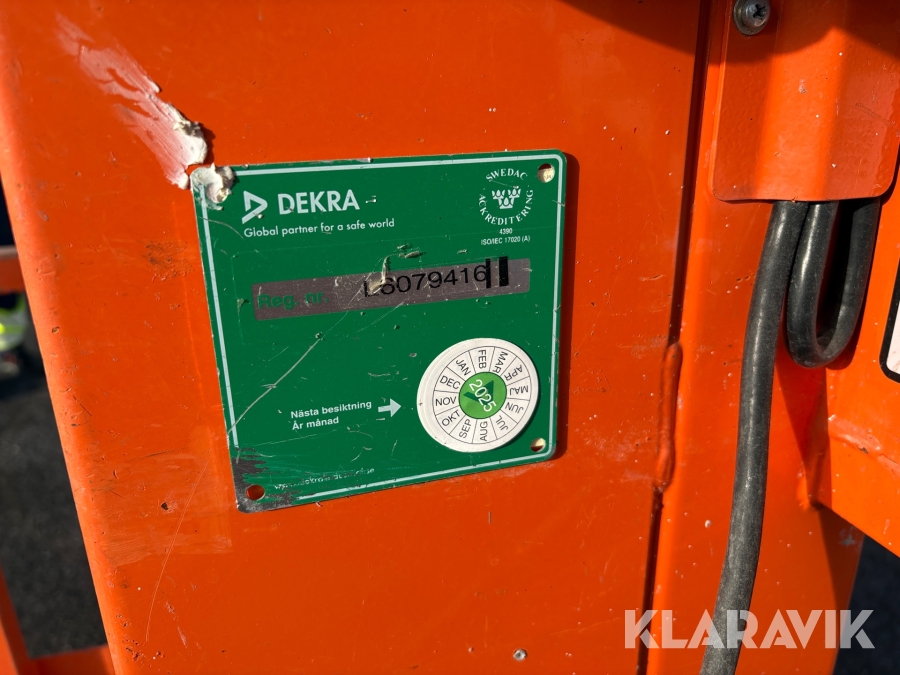 DEKRA
Global partner for a safe world
SWEDAC
ACKREDITERING
4390
ISO/IEC 17020 (A)
Reg. nr.
079416
Nästa besiktning
År månad
JAN FEB MAR APR MAJ JUN JUL AUG SEP OKT NOV DEC
2025
KLARAVIK